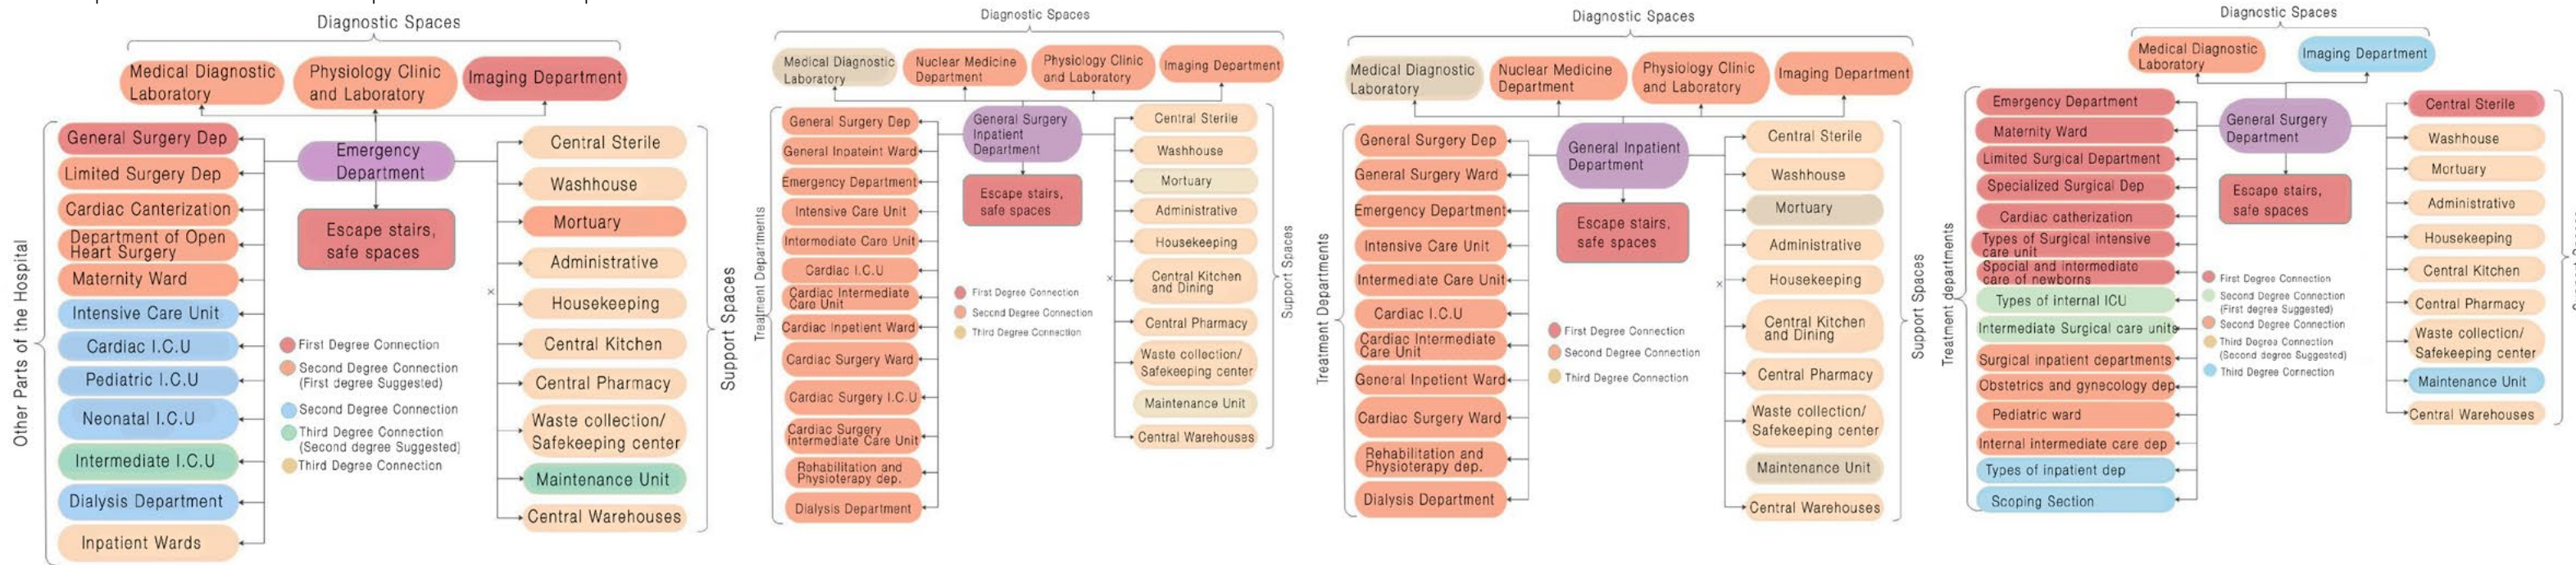 Diagnostic Spaces
Medical Diagnostic
Laboratory
Physiology Clinic
and Laboratory
Imaging Department
General Surgery Dep
Limited Surgery Dep
Cardiac Canterization
Department of Open
Heart Surgery
Maternity Ward
Intensive Care Unit
Cardiac I.C.U
Pediatric I.C.U
Neonatal I.C.U
Intermediate I.C.U
Dialysis Department
Inpatient Wards
Other Parts of the Hospital
Emergency
Department
Escape stairs,
safe spaces
First Degree Connection
Second Degree Connection
(First degree Suggested)
Second Degree Connection
Third Degree Connection
(Second degree Suggested)
Third Degree Connection
Central Sterile
Washhouse
Mortuary
Administrative
Housekeeping
Central Kitchen
Central Pharmacy
Waste collection/
Safekeeping center
Maintenance Unit
Central Warehouses
Support Spaces
Diagnostic Spaces
Medical Diagnostic
Laboratory
Nuclear Medicine
Department
Physiology Clinic
and Laboratory
Imaging Department
Treatment Departments
General Surgery Dep
General Inpateint Ward
Emergency Department
Intensive Care Unit
Intermediate Care Unit
Cardiac I.C.U
Cardiac Intermediate
Care Unit
Cardiac Inpetient Ward
Cardiac Surgery Ward
Cardiac Surgery I.C.U
Cardiac Surgery
intermediate Care Unit
Rehabilitation and
Physioterapy dep.
Dialysis Department
General Surgery
Inpatient
Department
Escape stairs,
safe spaces
First Degree Connection
Second Degree Connection
Third Degree Connection
Central Sterile
Washhouse
Mortuary
Administrative
Housekeeping
Central Kitchen
and Dining
Central Pharmacy
Waste collection/
Safekeeping center
Maintenance Unit
Central Warehouses
Support Spaces
Diagnostic Spaces
Medical Diagnostic
Laboratory
Nuclear Medicine
Department
Physiology Clinic
and Laboratory
Imaging Department
Treatment Departments
General Surgery Dep
General Surgery Ward
Emergency Department
Intensive Care Unit
Intermediate Care Unit
Cardiac I.C.U
Cardiac Intermediate
Care Unit
General Inpetient Ward
Cardiac Surgery Ward
Rehabilitation and
Physioterapy dep.
Dialysis Department
General Inpatient
Department
Escape stairs,
safe spaces
First Degree Connection
Second Degree Connection
Third Degree Connection
Central Sterile
Washhouse
Mortuary
Administrative
Housekeeping
Central Kitchen
and Dining
Central Pharmacy
Waste collection/
Safekeeping center
Maintenance Unit
Central Warehouses
Support Spaces
Diagnostic Spaces
Medical Diagnostic
Laboratory
Imaging Department
Treatment departments
Emergency Department
Maternity Ward
Limited Surgical Department
Specialized Surgical Dep
Cardiac catherization
Types of Surgical intensive
care unit
Special and intermediate
care of newborns
Types of internal ICU
Intermediate Surgical care units
Surgical inpatient departments
Obstetrics and gynecology dep
Pediatric ward
Internal intermediate care dep
Types of inpatient dep
Scoping Section
General Surgery
Department
Escape stairs,
safe spaces
First Degree Connection
Second Degree Connection
(First degree Suggested)
Second Degree Connection
Third Degree Connection
(Second degree Suggested)
Third Degree Connection
Central Sterile
Washhouse
Mortuary
Administrative
Housekeeping
Central Kitchen
Central Pharmacy
Waste collection/
Safekeeping center
Maintenance Unit
Central Warehouses